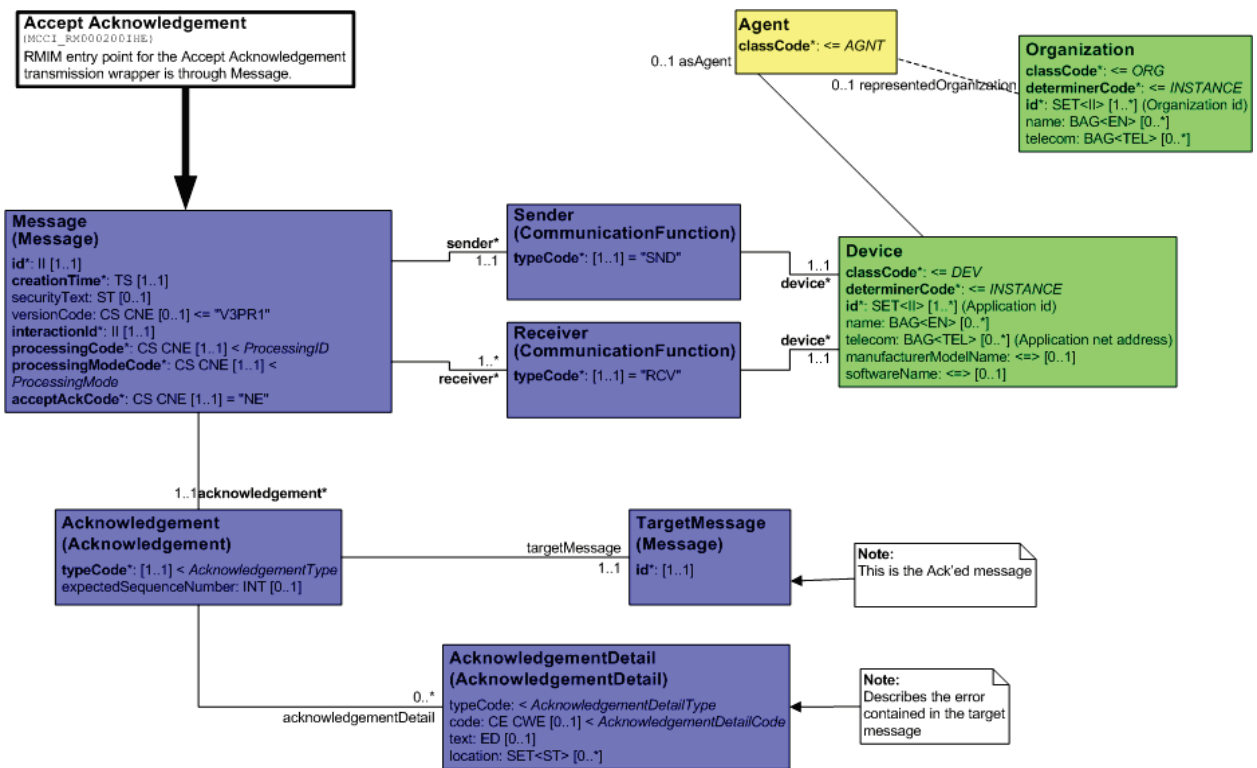 Accept Acknowledgement
(MCCI_RM000200IHE)
RMIM entry point for the Accept Acknowledgement
transmission wrapper is through Message.
Agent
classCode*: <= AGNT
0..1 asAgent
0..1 representedOrganization
Organization
classCode*: <= ORG
determinerCode*: <= INSTANCE
id*: SET<II> [1..*] (Organization id)
name: BAG<EN> [0..*]
telecom: BAG<TEL> [0..*]
Message
(Message)
id*: II [1..1]
creationTime*: TS [1..1]
securityText: ST [0..1]
versionCode: CS CNE [0..1] <= "V3PR1"
interactionId*: II [1..1]
processingCode*: CS CNE [1..1] < ProcessingID
processingModeCode*: CS CNE [1..1] <
ProcessingMode
acceptAckCode*: CS CNE [1..1] = "NE"
sender*
1..1
Sender
(CommunicationFunction)
typeCode*: [1..1] = "SND"
1..1
device*
1..*
receiver*
Receiver
(CommunicationFunction)
typeCode*: [1..1] = "RCV"
device*
1..1
Device
classCode*: <= DEV
determinerCode*: <= INSTANCE
id*: SET<II> [1..*] (Application id)
name: BAG<EN> [0..*]
telecom: BAG<TEL> [0..*] (Application net address)
manufacturerModelName: <=> [0..1]
softwareName: <=> [0..1]
1..1 acknowledgement*
Acknowledgement
(Acknowledgement)
typeCode*: [1..1] < AcknowledgementType
expectedSequenceNumber: INT [0..1]
targetMessage
1..1
TargetMessage
(Message)
id*: [1..1]
Note:
This is the Ack'ed message
0..*
acknowledgementDetail
AcknowledgementDetail
(AcknowledgementDetail)
typeCode: < AcknowledgementDetailType
code: CE CWE [0..1] < AcknowledgementDetailCode
text: ED [0..1]
location: SET<ST> [0..*]
Note:
Describes the error
contained in the target
message